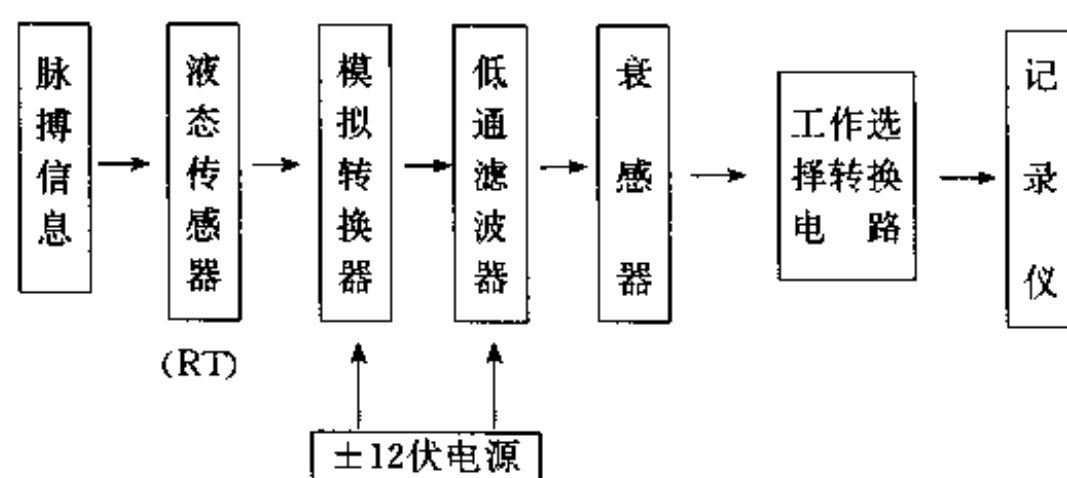 脉搏信息
液态传感器
(RT)
模拟转换器
低通滤波器
衰感器
工作选
择转换
电 路
记录仪
±12伏电源